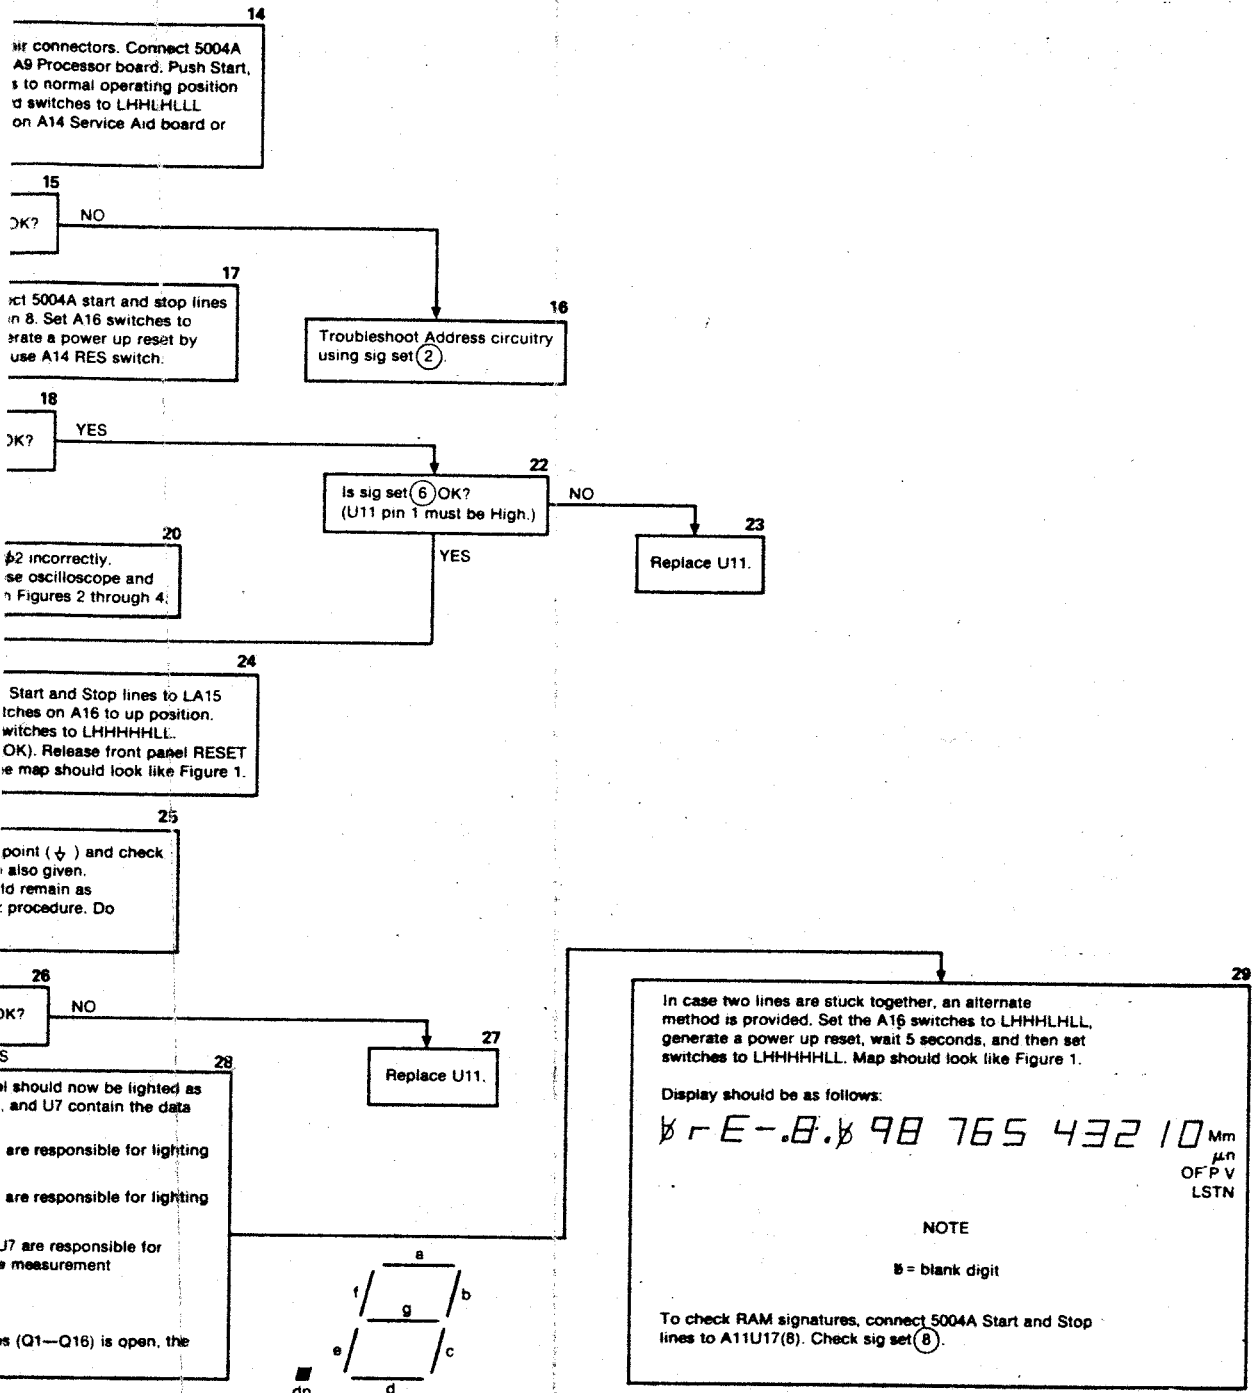 14
connectors. Connect 5004A
A9 Processor board. Push Start,
to normal operating position
switches to LHHLHLLL
on A14 Service Aid board or
15
OK?
NO
17
5004A start and stop lines
8. Set A16 switches to
a power up reset by
use A14 RES switch.
16
Troubleshoot Address circuitry
using sig set 2.
18
OK?
YES
22
Is sig set 6 OK?
(U11 pin 1 must be High.)
NO
YES
23
Replace U11.
20
ϕ2 incorrectly.
oscilloscope and
Figures 2 through 4.
24
Start and Stop lines to LA15
on A16 to up position.
switches to LHHHHHLL.
OK). Release front panel RESET
map should look like Figure 1.
25
point ( ) and check
also given.
remain as
procedure. Do
26
OK?
NO
27
Replace U11.
28
should now be lighted as
, and U7 contain the data
are responsible for lighting
are responsible for lighting
U7 are responsible for
measurement
(Q1—Q16) is open, the
a
f
b
g
e
c
d
dp
29
In case two lines are stuck together, an alternate
method is provided. Set the A16 switches to LHHHLHLL,
generate a power up reset, wait 5 seconds, and then set
switches to LHHHHHLL. Map should look like Figure 1.
Display should be as follows:
ƀ r E -.8.ƀ 98 765 43210 Mm
μn
OF P V
LSTN
NOTE
ƀ = blank digit
To check RAM signatures, connect 5004A Start and Stop
lines to A11U17(8). Check sig set 8.